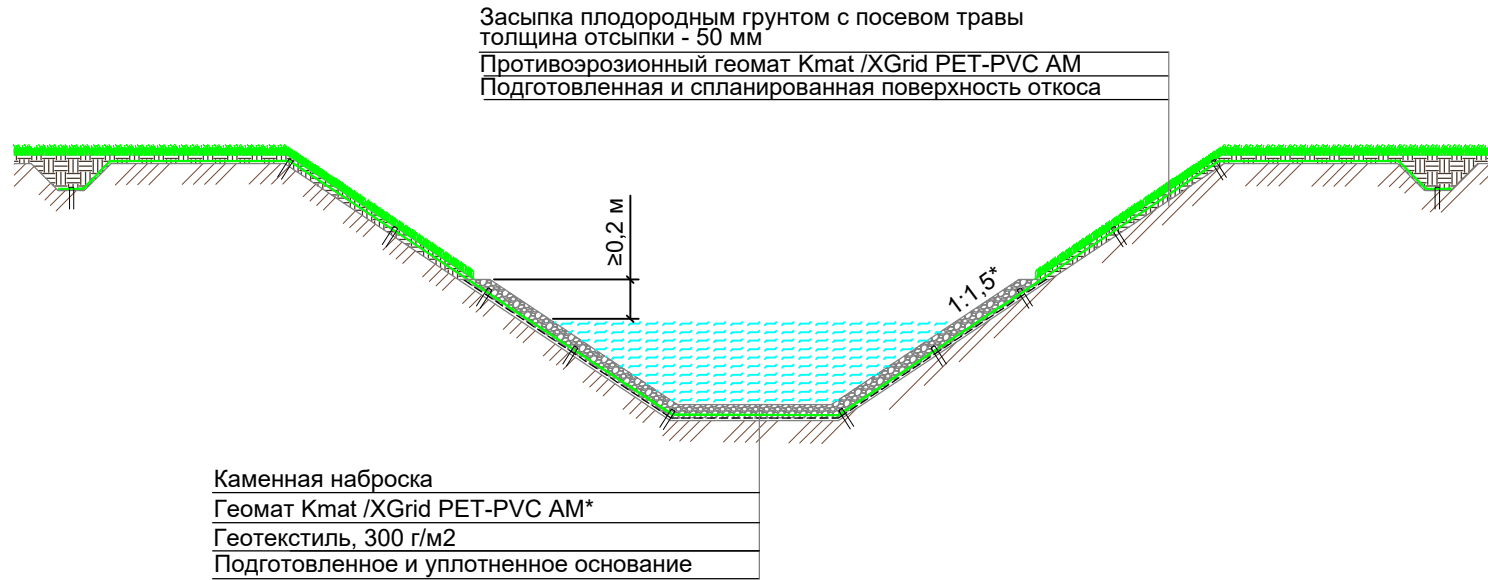 Засыпка плодородным грунтом с посевом травы
толщина отсыпки - 50 мм
Противоэрозионный геомат Kmat /XGrid PET-PVC AM
Подготовленная и спланированная поверхность откоса
≥0,2 м
1:1,5*
Каменная наброска
Геомат Kmat /XGrid PET-PVC AM*
Геотекстиль, 300 г/м2
Подготовленное и уплотненное основание